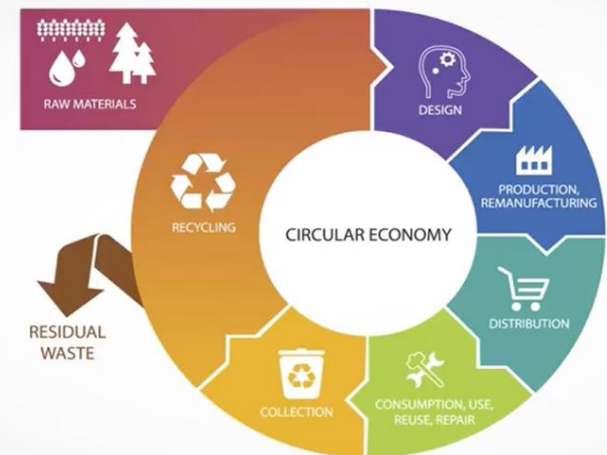 RAW MATERIALS
DESIGN
PRODUCTION,
REMANUFACTURING
RECYCLING
CIRCULAR ECONOMY
DISTRIBUTION
RESIDUAL
WASTE
CONSUMPTION, USE,
REUSE, REPAIR
COLLECTION